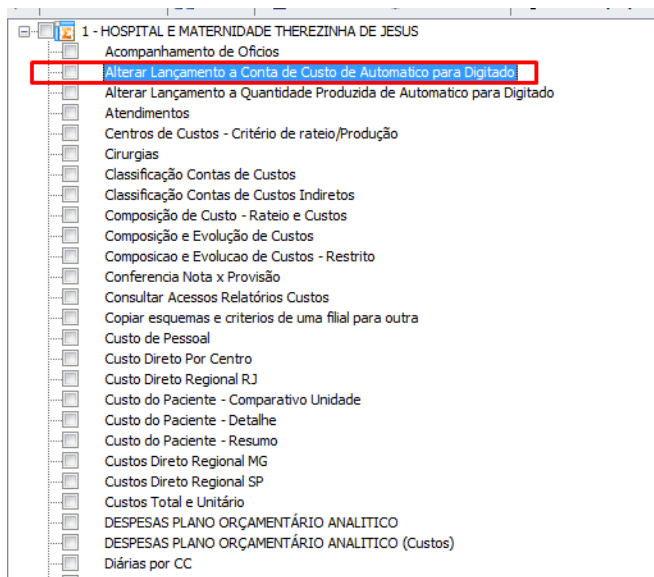 1 - HOSPITAL E MATERNIDADE THEREZINHA DE JESUS
Acompanhamento de Oficios
Alterar Lançamento a Conta de Custo de Automatico para Digitado
Alterar Lançamento a Quantidade Produzida de Automatico para Digitado
Atendimentos
Centros de Custos - Critério de rateio/Produção
Cirurgias
Classificação Contas de Custos
Classificação Contas de Custos Indiretos
Composição de Custo - Rateio e Custos
Composição e Evolução de Custos
Composicao e Evolucao de Custos - Restrito
Conferencia Nota x Provisão
Consultar Acessos Relatórios Custos
Copiar esquemas e criterios de uma filial para outra
Custo de Pessoal
Custo Direto Por Centro
Custo Direto Regional RJ
Custo do Paciente - Comparativo Unidade
Custo do Paciente - Detalhe
Custo do Paciente - Resumo
Custos Direto Regional MG
Custos Direto Regional SP
Custos Total e Unitário
DESPESAS PLANO ORÇAMENTÁRIO ANALITICO
DESPESAS PLANO ORÇAMENTÁRIO ANALITICO (Custos)
Diárias por CC